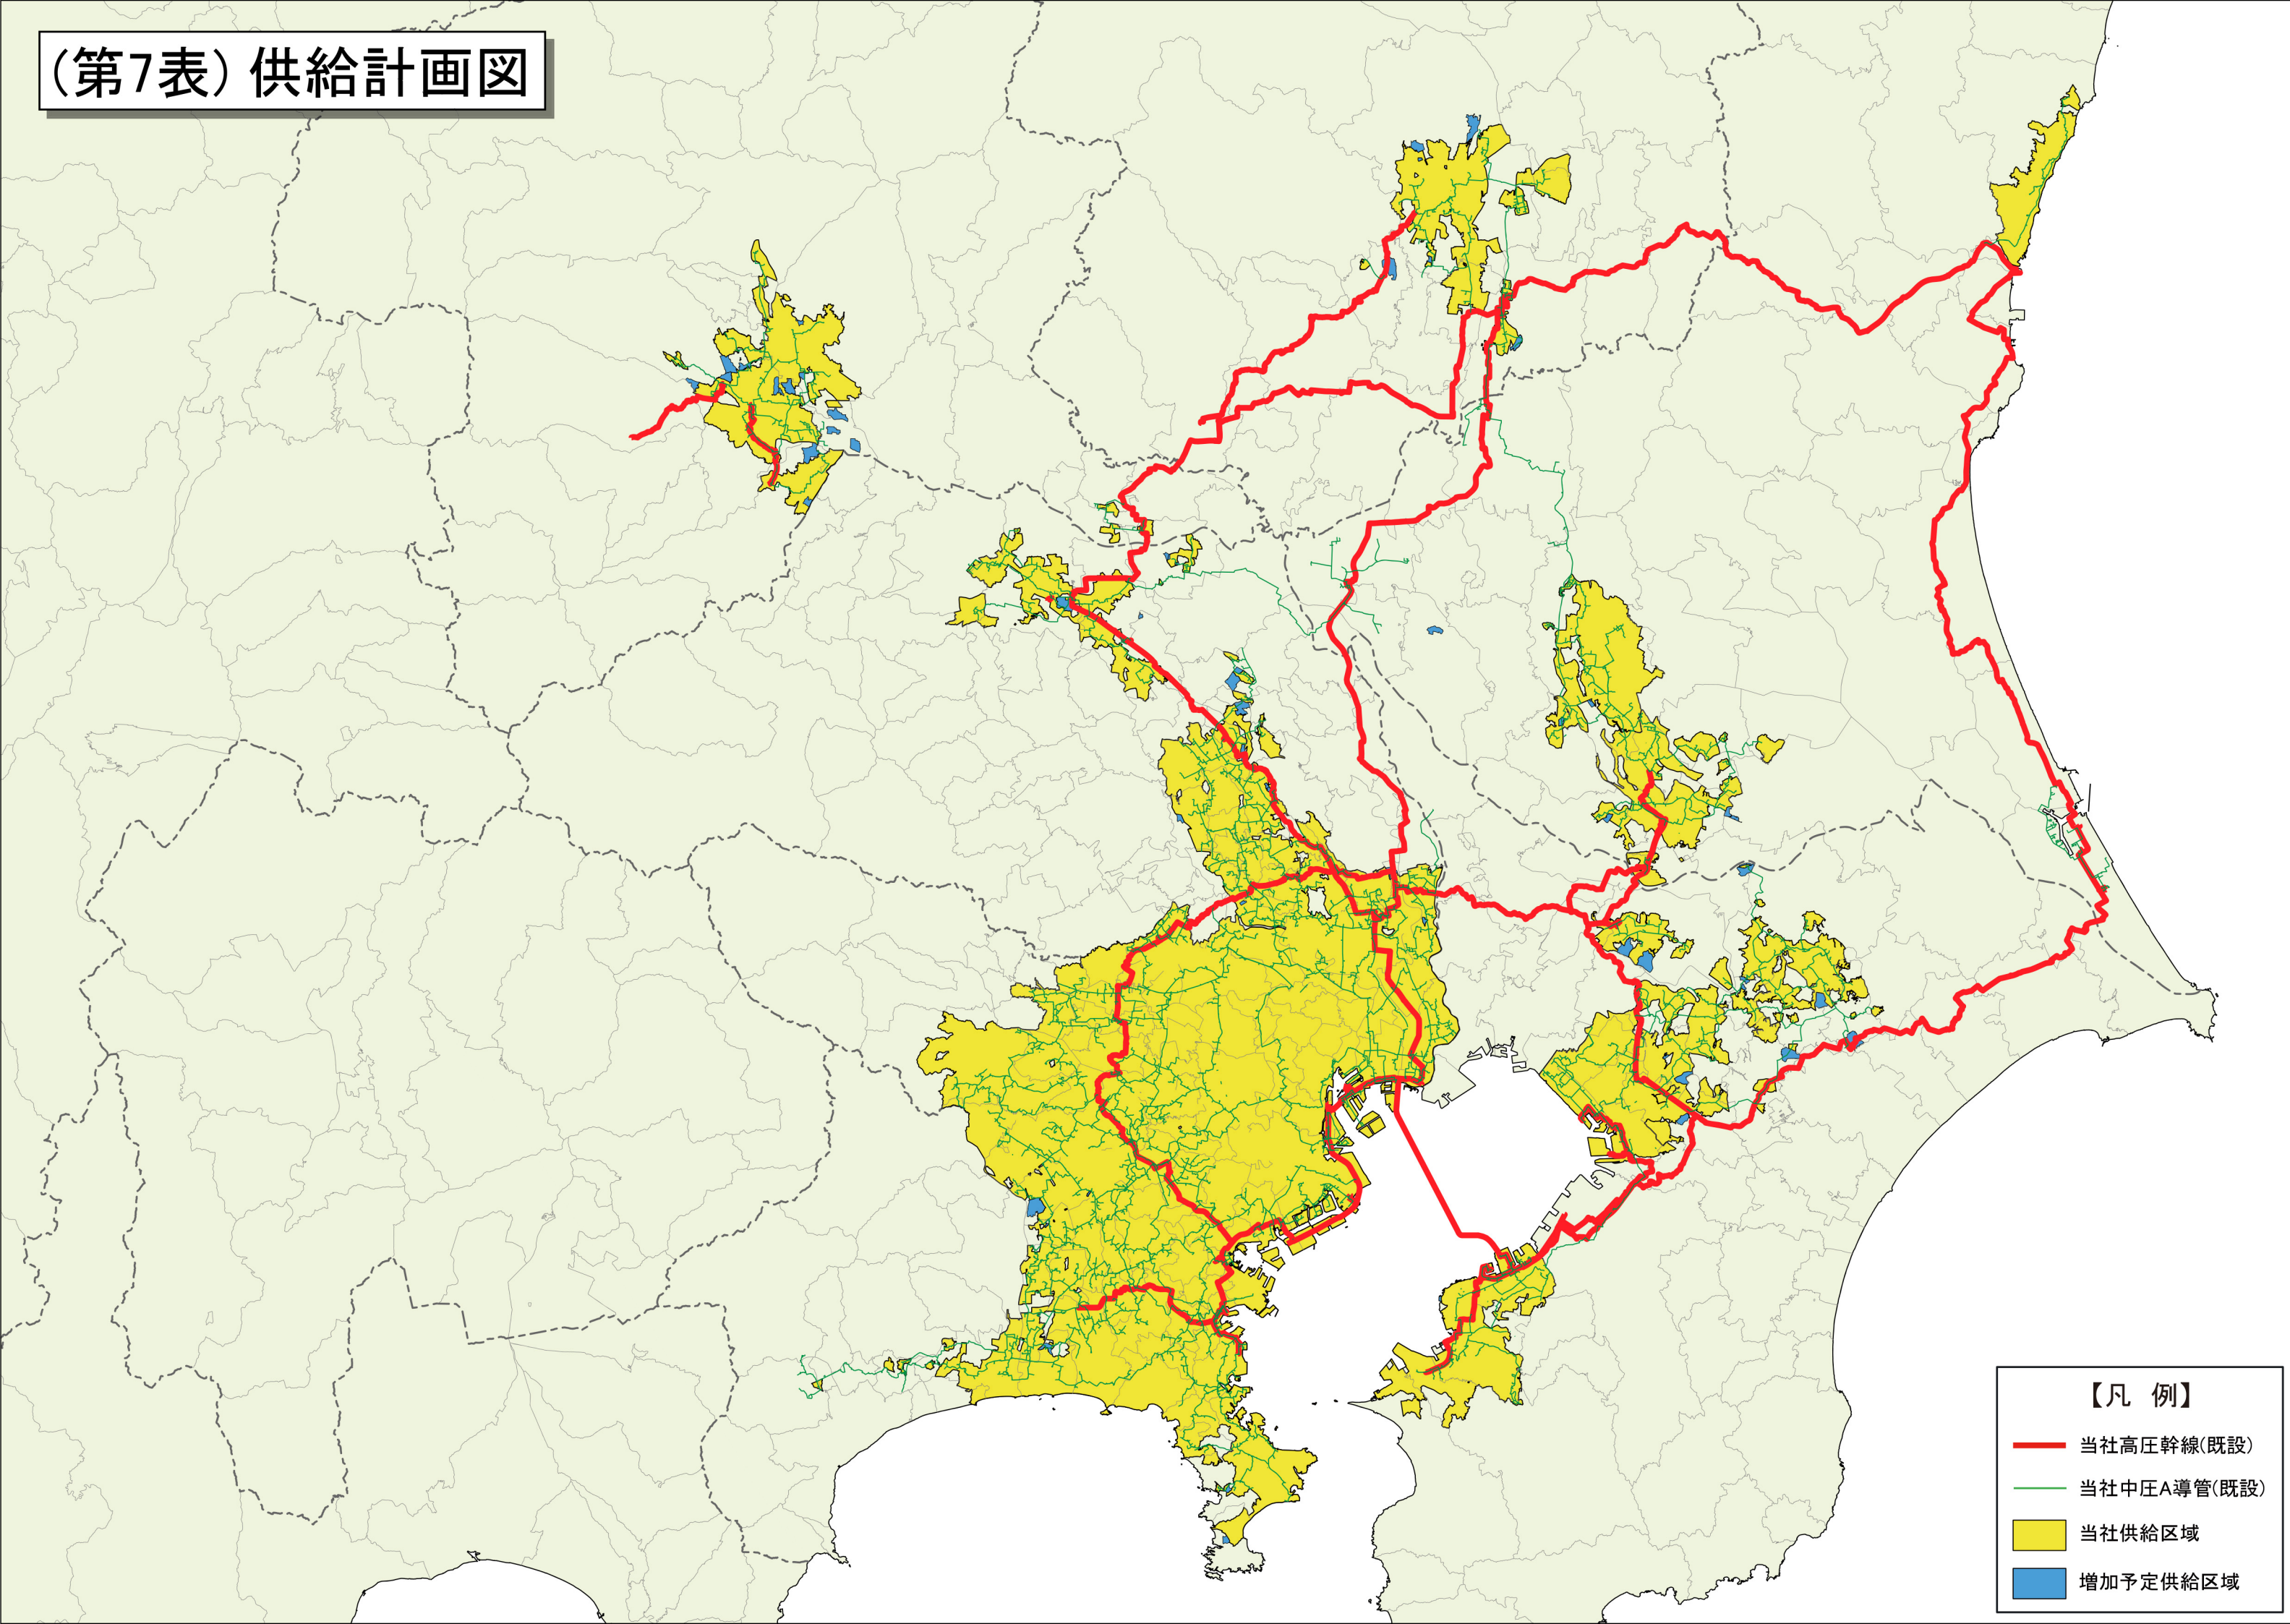 (第7表)供給計画図
【凡 例】
当社高圧幹線(既設)
当社中圧A導管(既設)
当社供給区域
増加予定供給区域